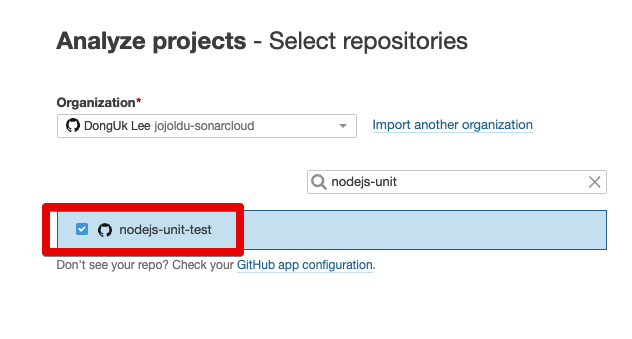 Analyze projects - Select repositories
Organization*
DongUk Lee jojoldu-sonarcloud
Import another organization
nodejs-unit
nodejs-unit-test
Don't see your repo? Check your GitHub app configuration.